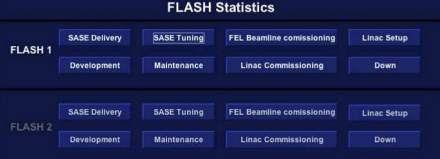 FLASH Statistics
FLASH 1
SASE Delivery SASE Tuning FEL Beamline comissioning Linac Setup
Development Maintenance Linac Commissioning Down
FLASH 2
SASE Delivery SASE Tuning FEL Beamline comissioning Linac Setup
Development Maintenance Linac Commissioning Down